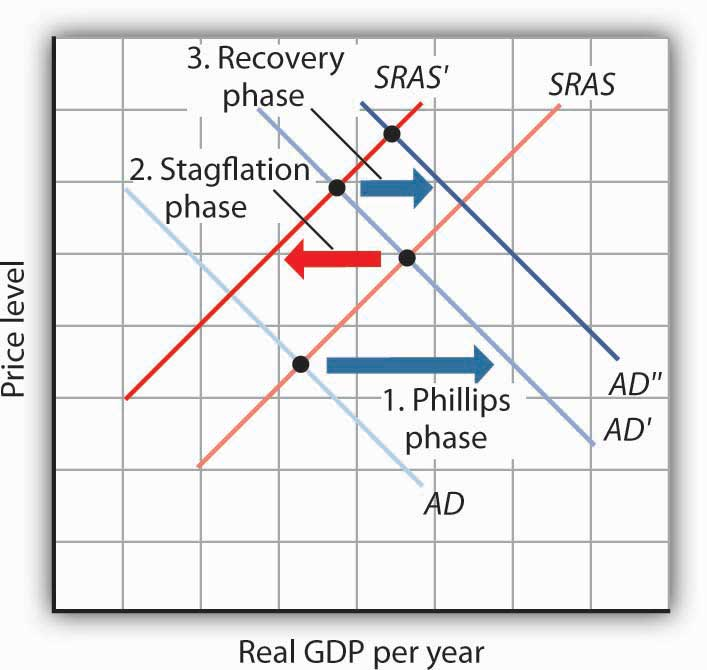 3. Recovery
phase
SRAS'
SRAS
2. Stagflation
phase
Price level
1. Phillips
phase
AD"
AD'
AD
Real GDP per year